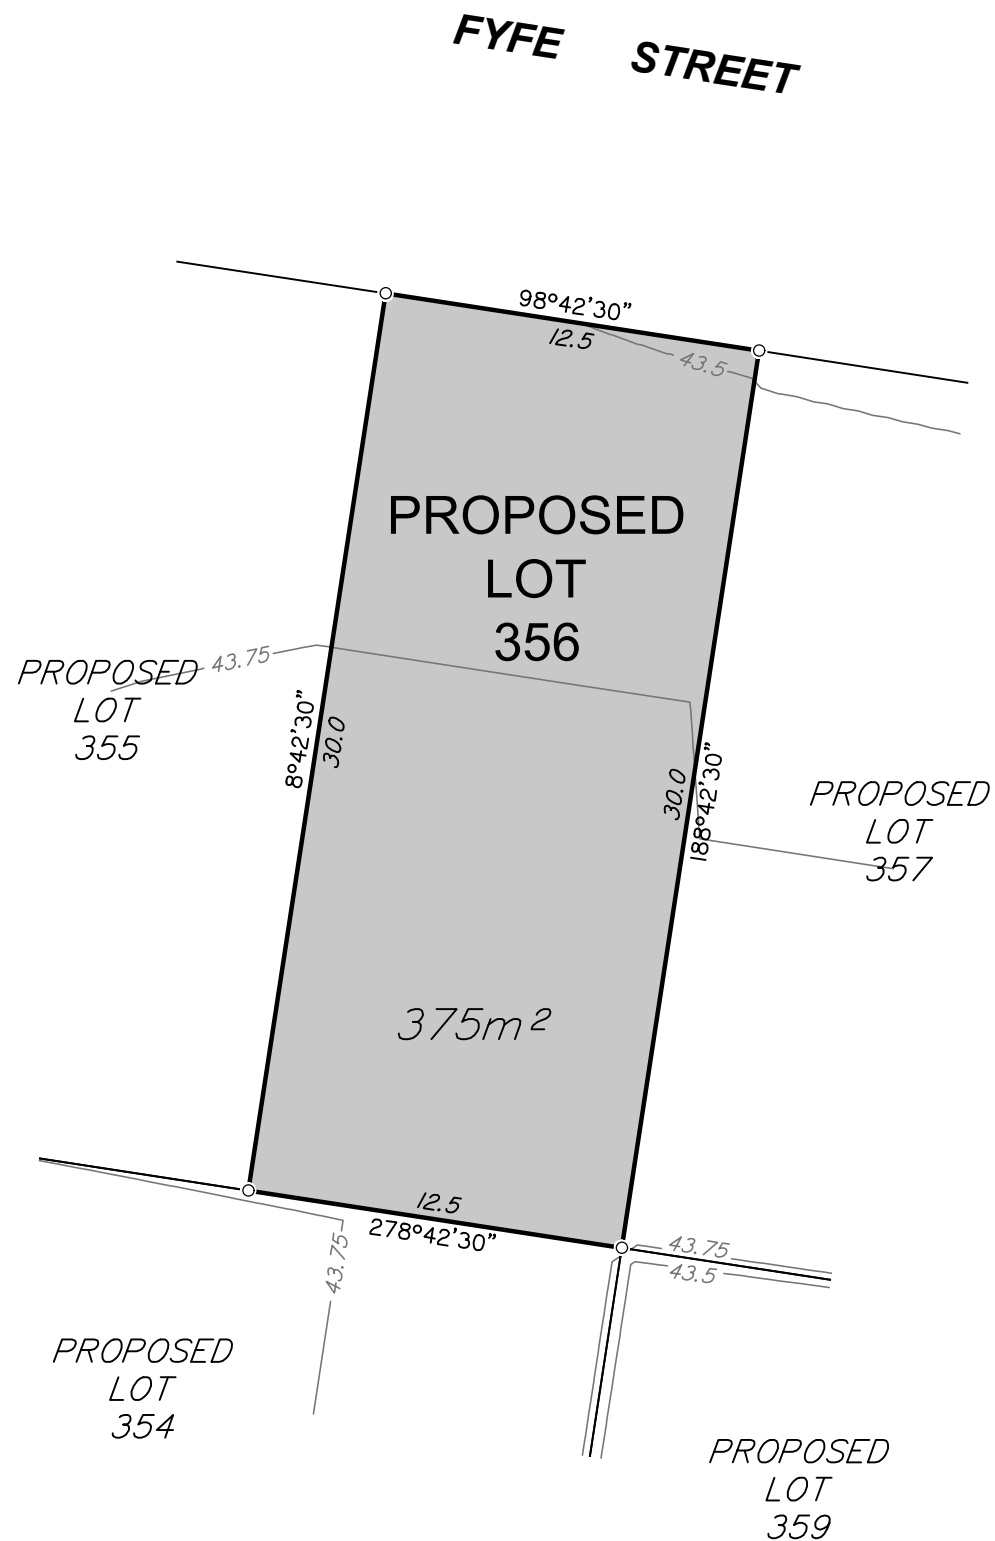 FYFE STREET
98°42'30"
12.5
43.5
PROPOSED
LOT
356
43.75
PROPOSED
LOT
355
8°42'30"
30.0
30.0
188°42'30"
PROPOSED
LOT
357
375m²
12.5
278°42'30"
43.75
43.75
43.5
PROPOSED
LOT
354
PROPOSED
LOT
359